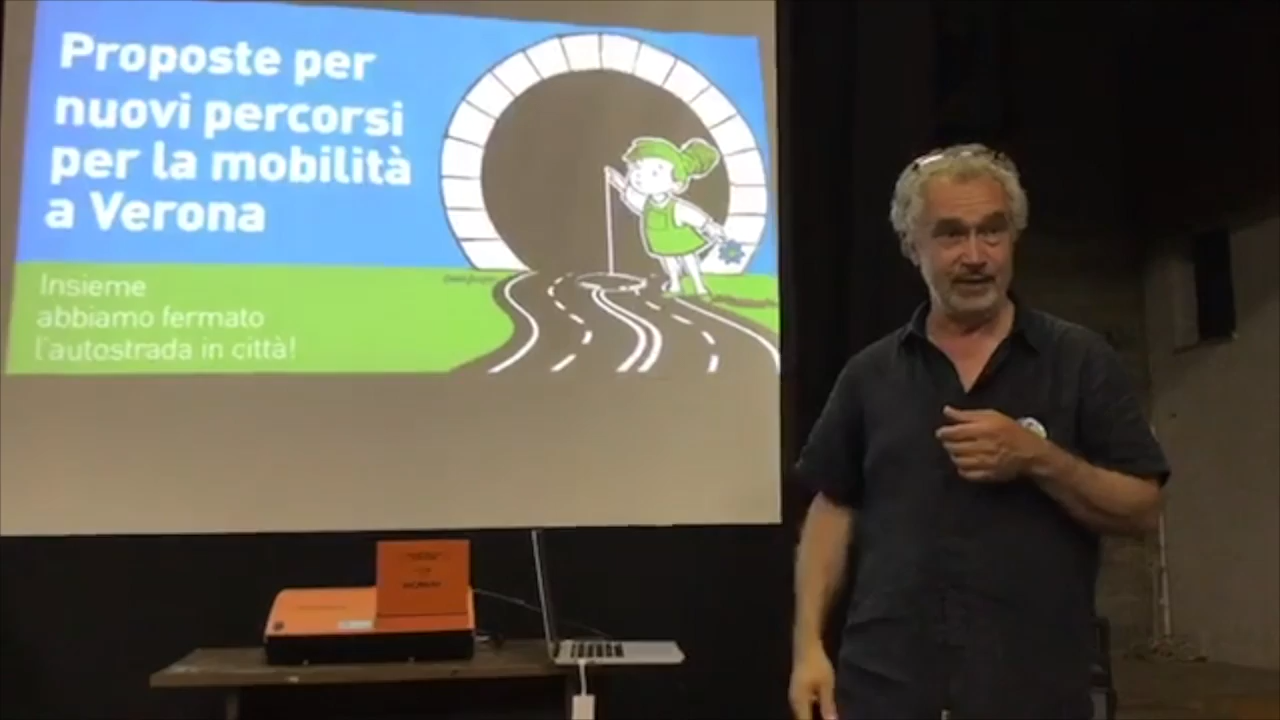 Proposte per
nuovi percorsi
per la mobilità
a Verona
Insieme
abbiamo fermato
l'autostrada in città!